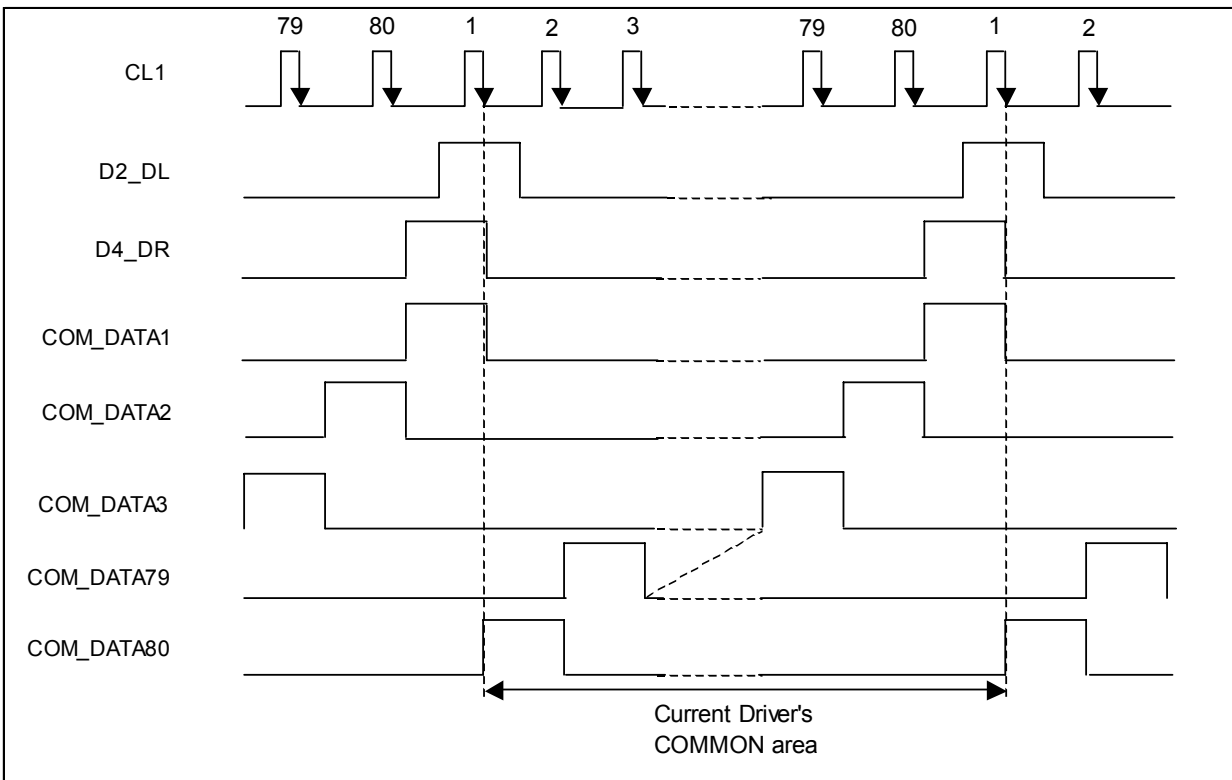 79 80 1 2 3 79 80 1 2
CL1
D2_DL
D4_DR
COM_DATA1
COM_DATA2
COM_DATA3
COM_DATA79
COM_DATA80
Current Driver's
COMMON area